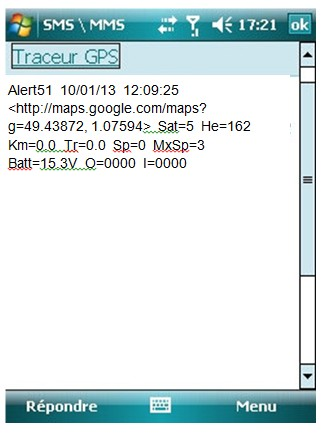 SMS \ MMS 17:21 ok
Traceur GPS
Alert51 10/01/13 12:09:25
<http://maps.google.com/maps?
g=49.43872, 1.07594> Sat=5 He=162
Km=0.0 Tr=0.0 Sp=0 MxSp=3
Batt=15.3V O=0000 I=0000
Répondre Menu